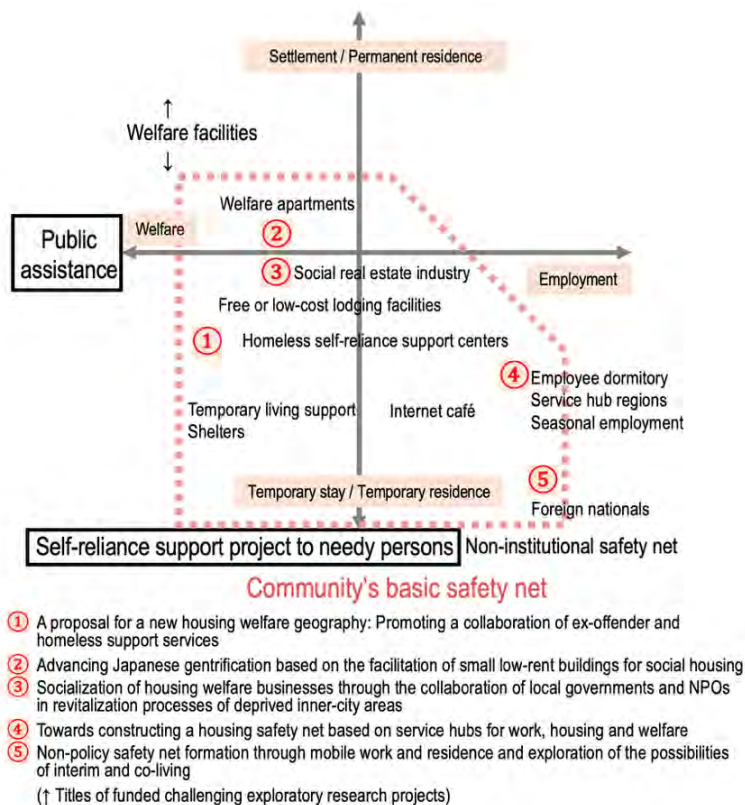 Settlement / Permanent residence
↑
Welfare facilities
↓
Welfare apartments
Public
assistance
Welfare
②
③ Social real estate industry
Employment
Free or low-cost lodging facilities
① Homeless self-reliance support centers
④ Employee dormitory
Service hub regions
Seasonal employment
Temporary living support
Shelters
Internet café
Temporary stay / Temporary residence
⑤
Foreign nationals
Self-reliance support project to needy persons Non-institutional safety net
Community's basic safety net
① A proposal for a new housing welfare geography: Promoting a collaboration of ex-offender and
homeless support services
② Advancing Japanese gentrification based on the facilitation of small low-rent buildings for social housing
③ Socialization of housing welfare businesses through the collaboration of local governments and NPOs
in revitalization processes of deprived inner-city areas
④ Towards constructing a housing safety net based on service hubs for work, housing and welfare
⑤ Non-policy safety net formation through mobile work and residence and exploration of the possibilities
of interim and co-living
(↑ Titles of funded challenging exploratory research projects)